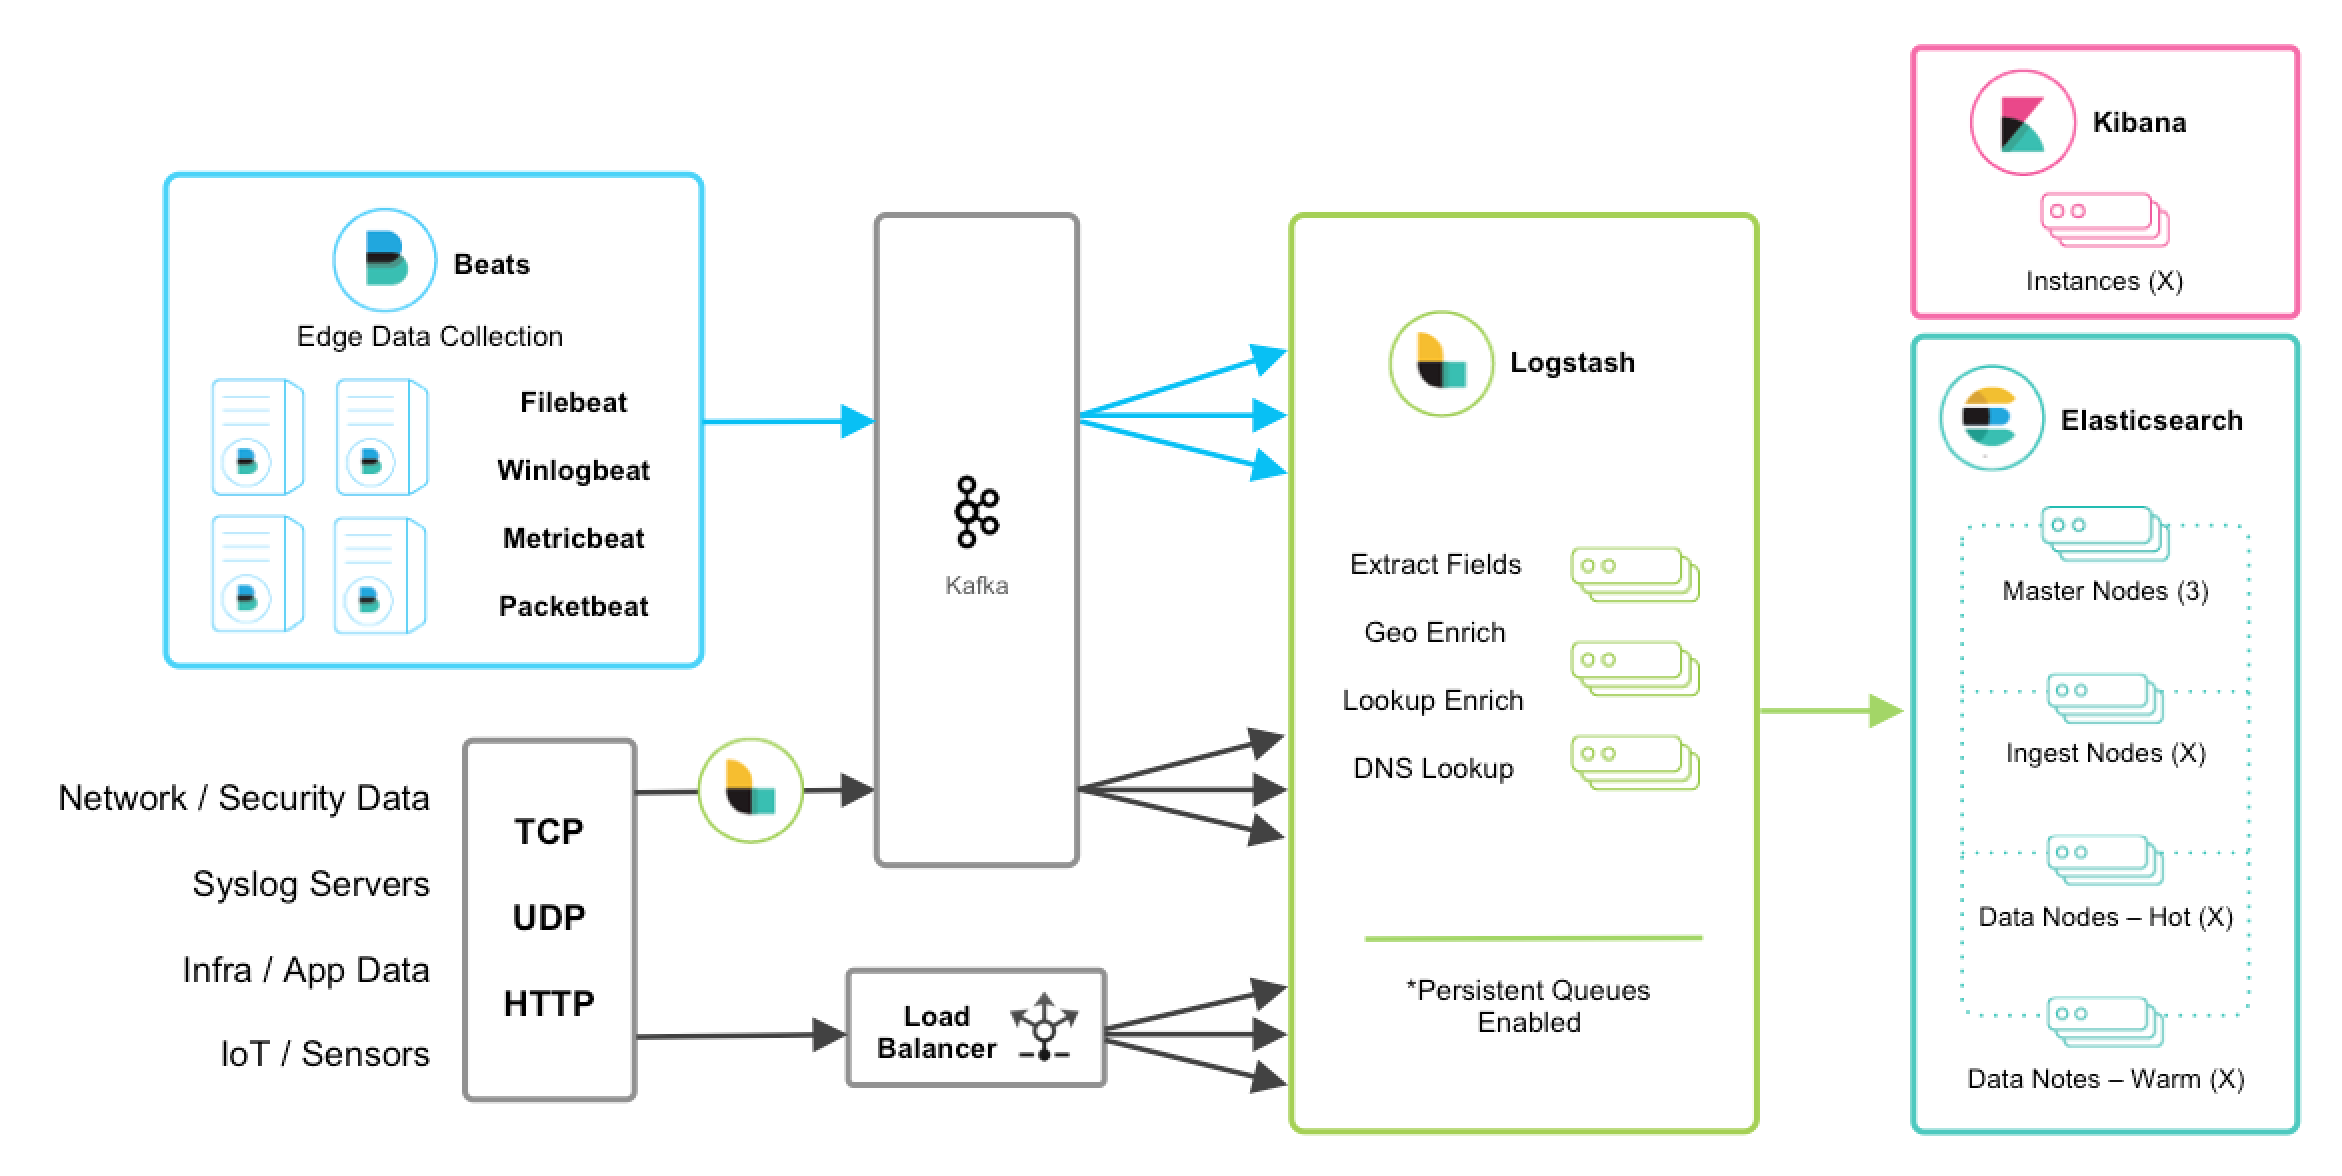 Beats
Edge Data Collection
Filebeat
Winlogbeat
Metricbeat
Packetbeat
Network / Security Data
Syslog Servers
Infra / App Data
IoT / Sensors
TCP
UDP
HTTP
Kafka
Load
Balancer
Logstash
Extract Fields
Geo Enrich
Lookup Enrich
DNS Lookup
*Persistent Queues
Enabled
Kibana
Instances (X)
Elasticsearch
Master Nodes (3)
Ingest Nodes (X)
Data Nodes – Hot (X)
Data Notes – Warm (X)